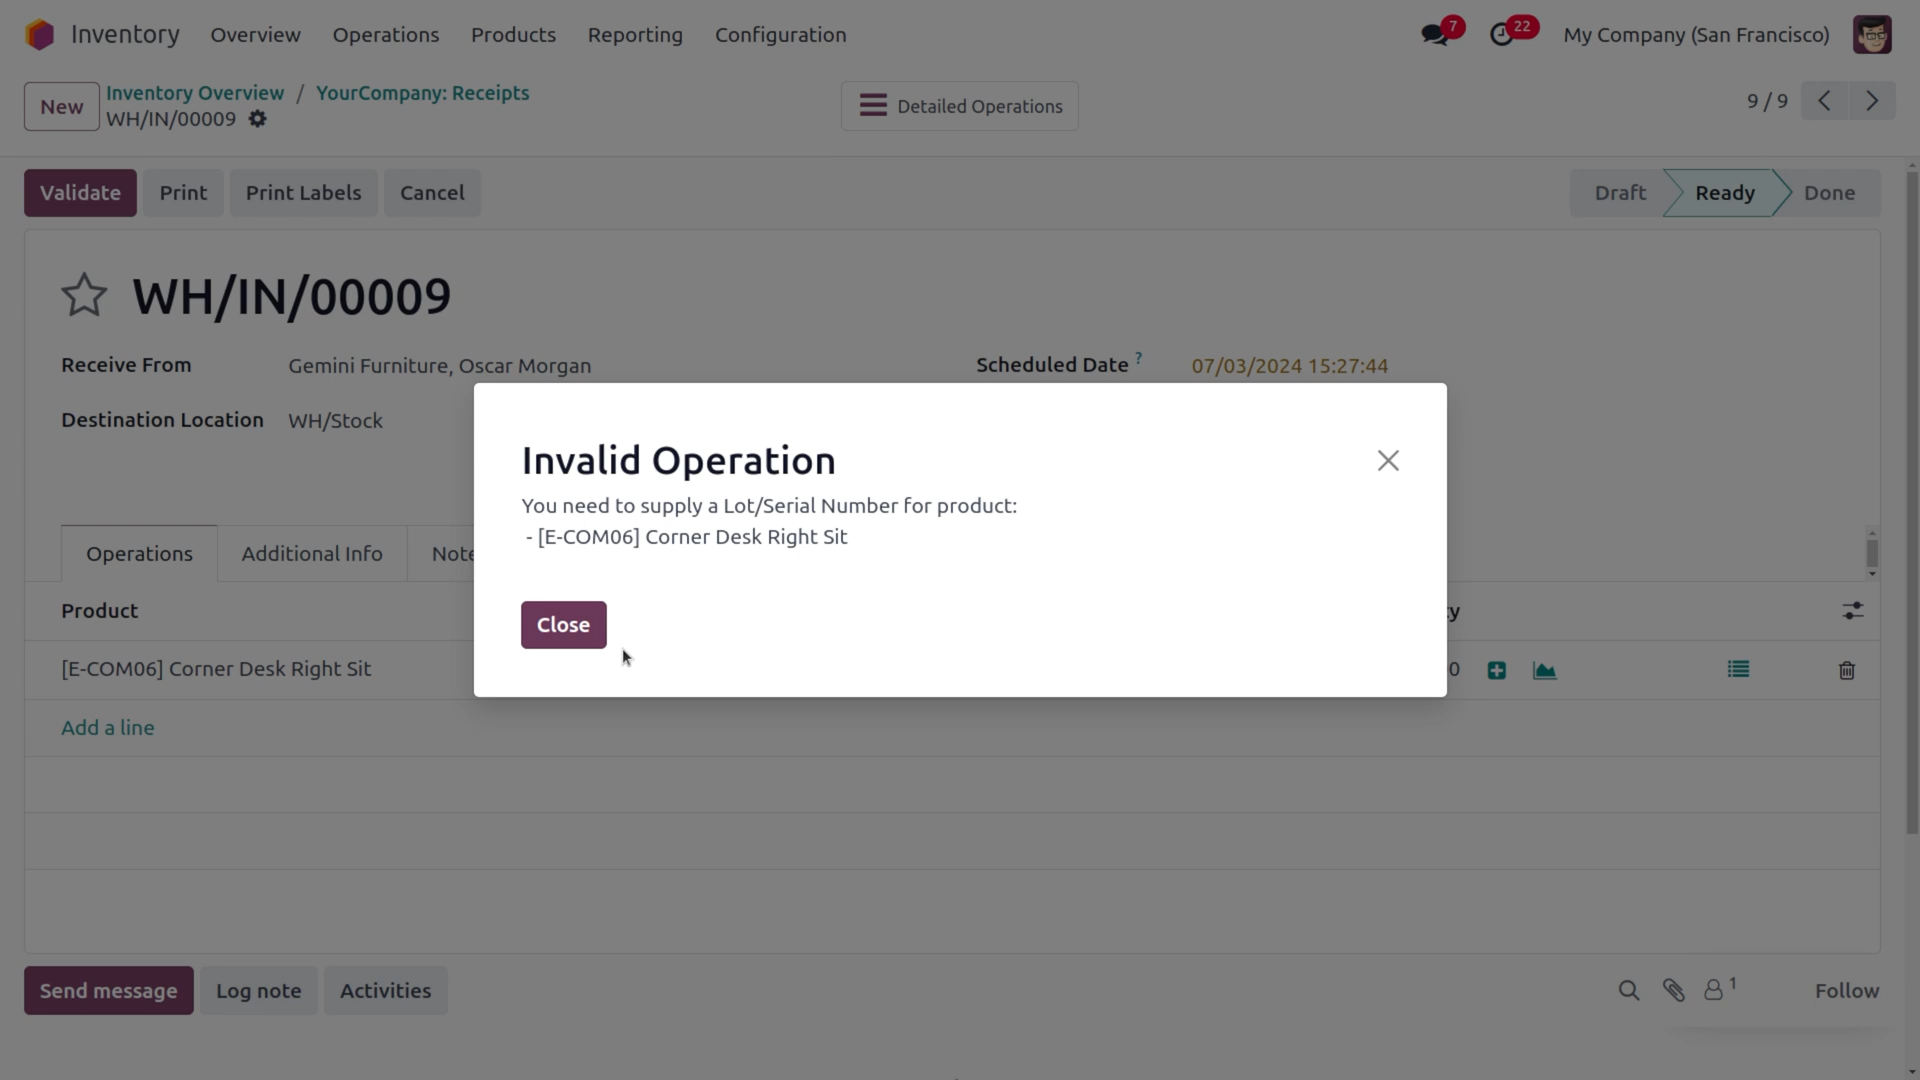 Inventory Overview Operations Products Reporting Configuration 7 22 My Company (San Francisco)
New Inventory Overview / YourCompany: Receipts
WH/IN/00009
Detailed Operations
9 / 9
Validate Print Print Labels Cancel Draft Ready Done
WH/IN/00009
Receive From Gemini Furniture, Oscar Morgan Scheduled Date ? 07/03/2024 15:27:44
Destination Location WH/Stock
Invalid Operation
You need to supply a Lot/Serial Number for product:
- [E-COM06] Corner Desk Right Sit
Close
Operations Additional Info Note
Product y
[E-COM06] Corner Desk Right Sit 0
Add a line
Send message Log note Activities 1 Follow